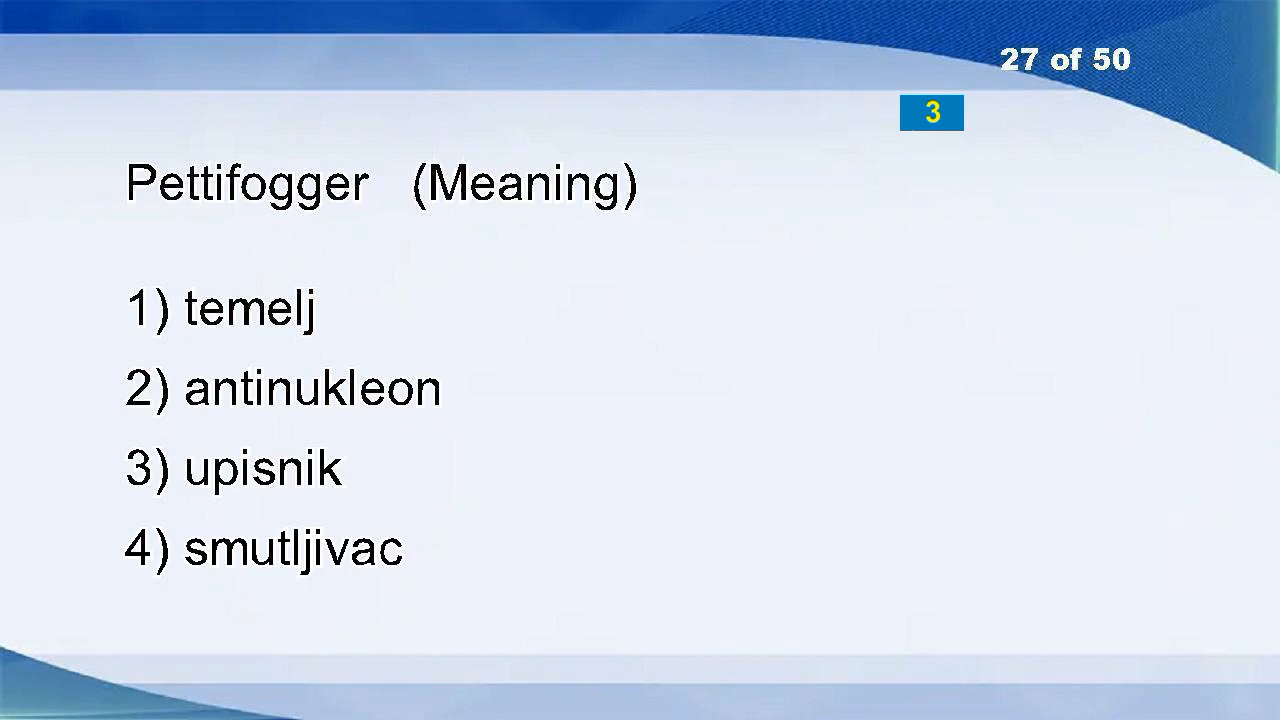 27 of 50
3
Pettifogger (Meaning)
1) temelj
2) antinukleon
3) upisnik
4) smutljivac